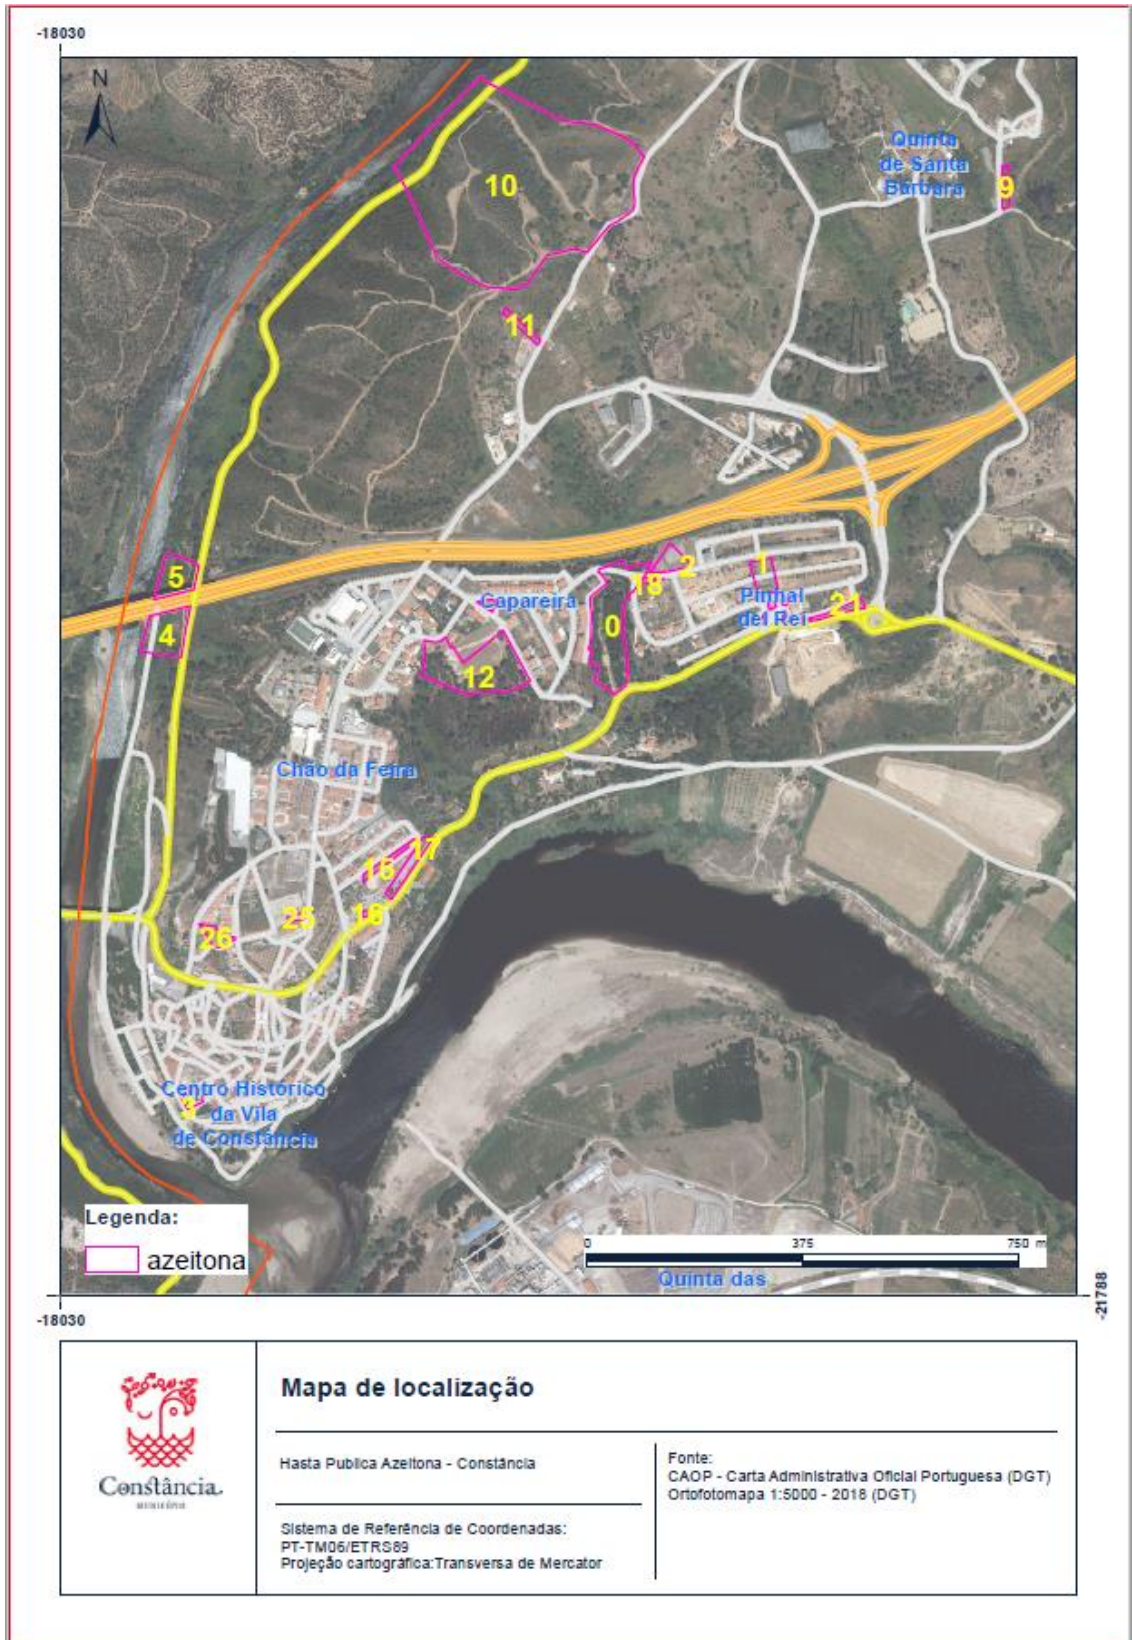 -18030
N
10
Quinta
de Santa
Bárbara
9
11
5
4
Capareira
18
2
1
Pinhal
del Rei
21
0
12
Chão da Feira
17
16
25
26
Centro Histórico
da Vila
de Constância
3
Legenda:
azeitona
0 375 750 m
Quinta das
-18030
-21788
Constância
MUNICÍPIO
Mapa de localização
Hasta Publica Azeitona - Constância
Sistema de Referência de Coordenadas:
PT-TM06/ETRS89
Projeção cartográfica:Transversa de Mercator
Fonte:
CAOP - Carta Administrativa Oficial Portuguesa (DGT)
Ortofotomapa 1:5000 - 2018 (DGT)